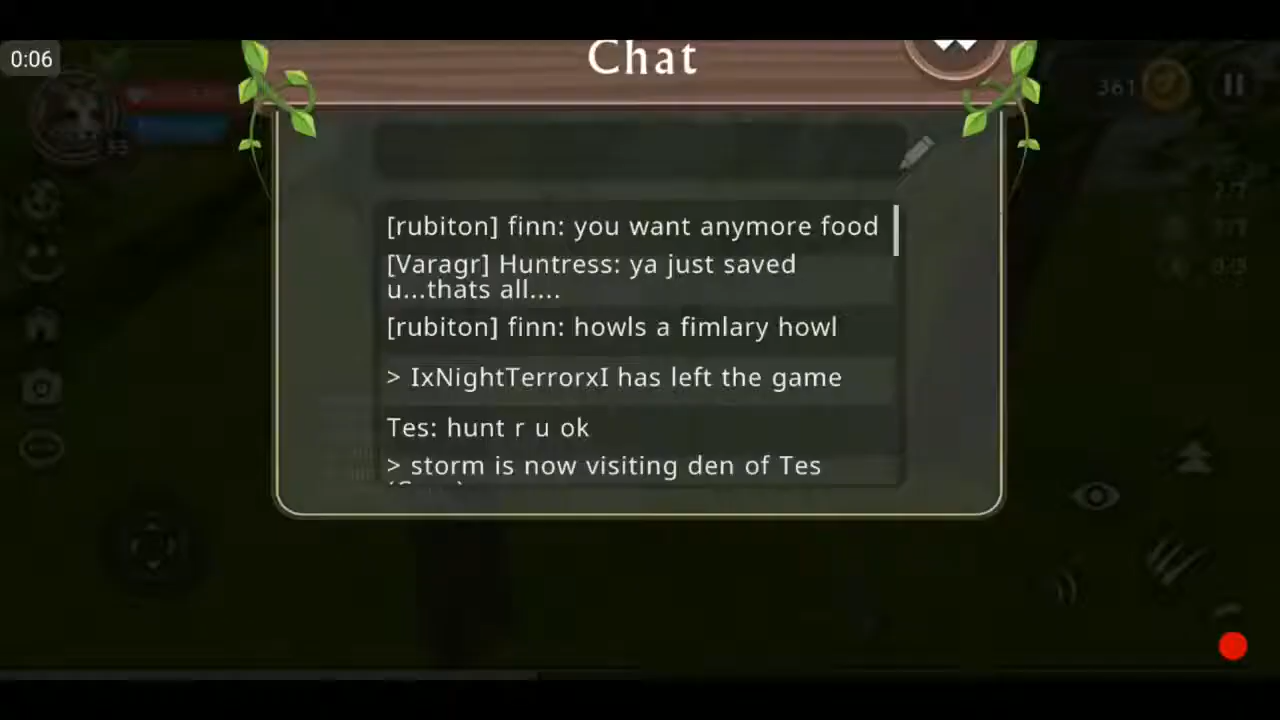 0:06
Chat
361
[rubiton] finn: you want anymore food
[Varagr] Huntress: ya just saved
u...thats all....
[rubiton] finn: howls a fimlary howl
> IxNightTerrorxI has left the game
Tes: hunt r u ok
> storm is now visiting den of Tes